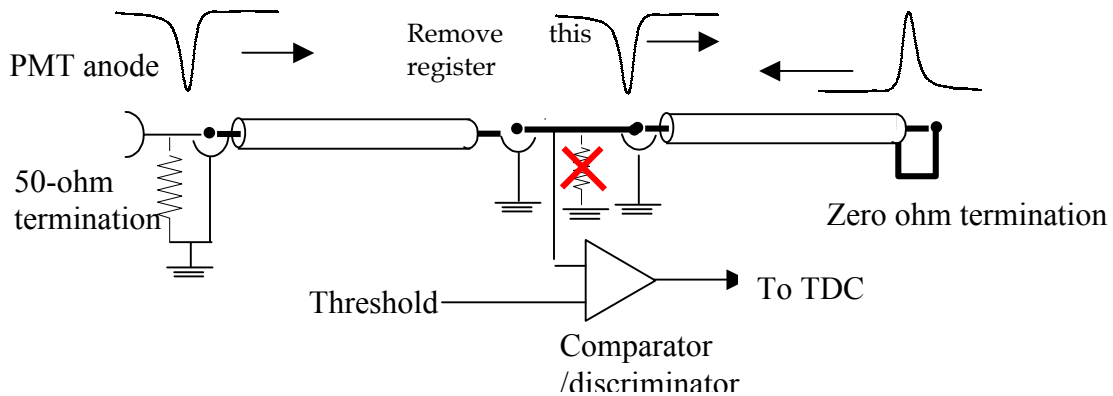 Remove this
register
PMT anode
50-ohm
termination
Zero ohm termination
Threshold
To TDC
Comparator
/discriminator